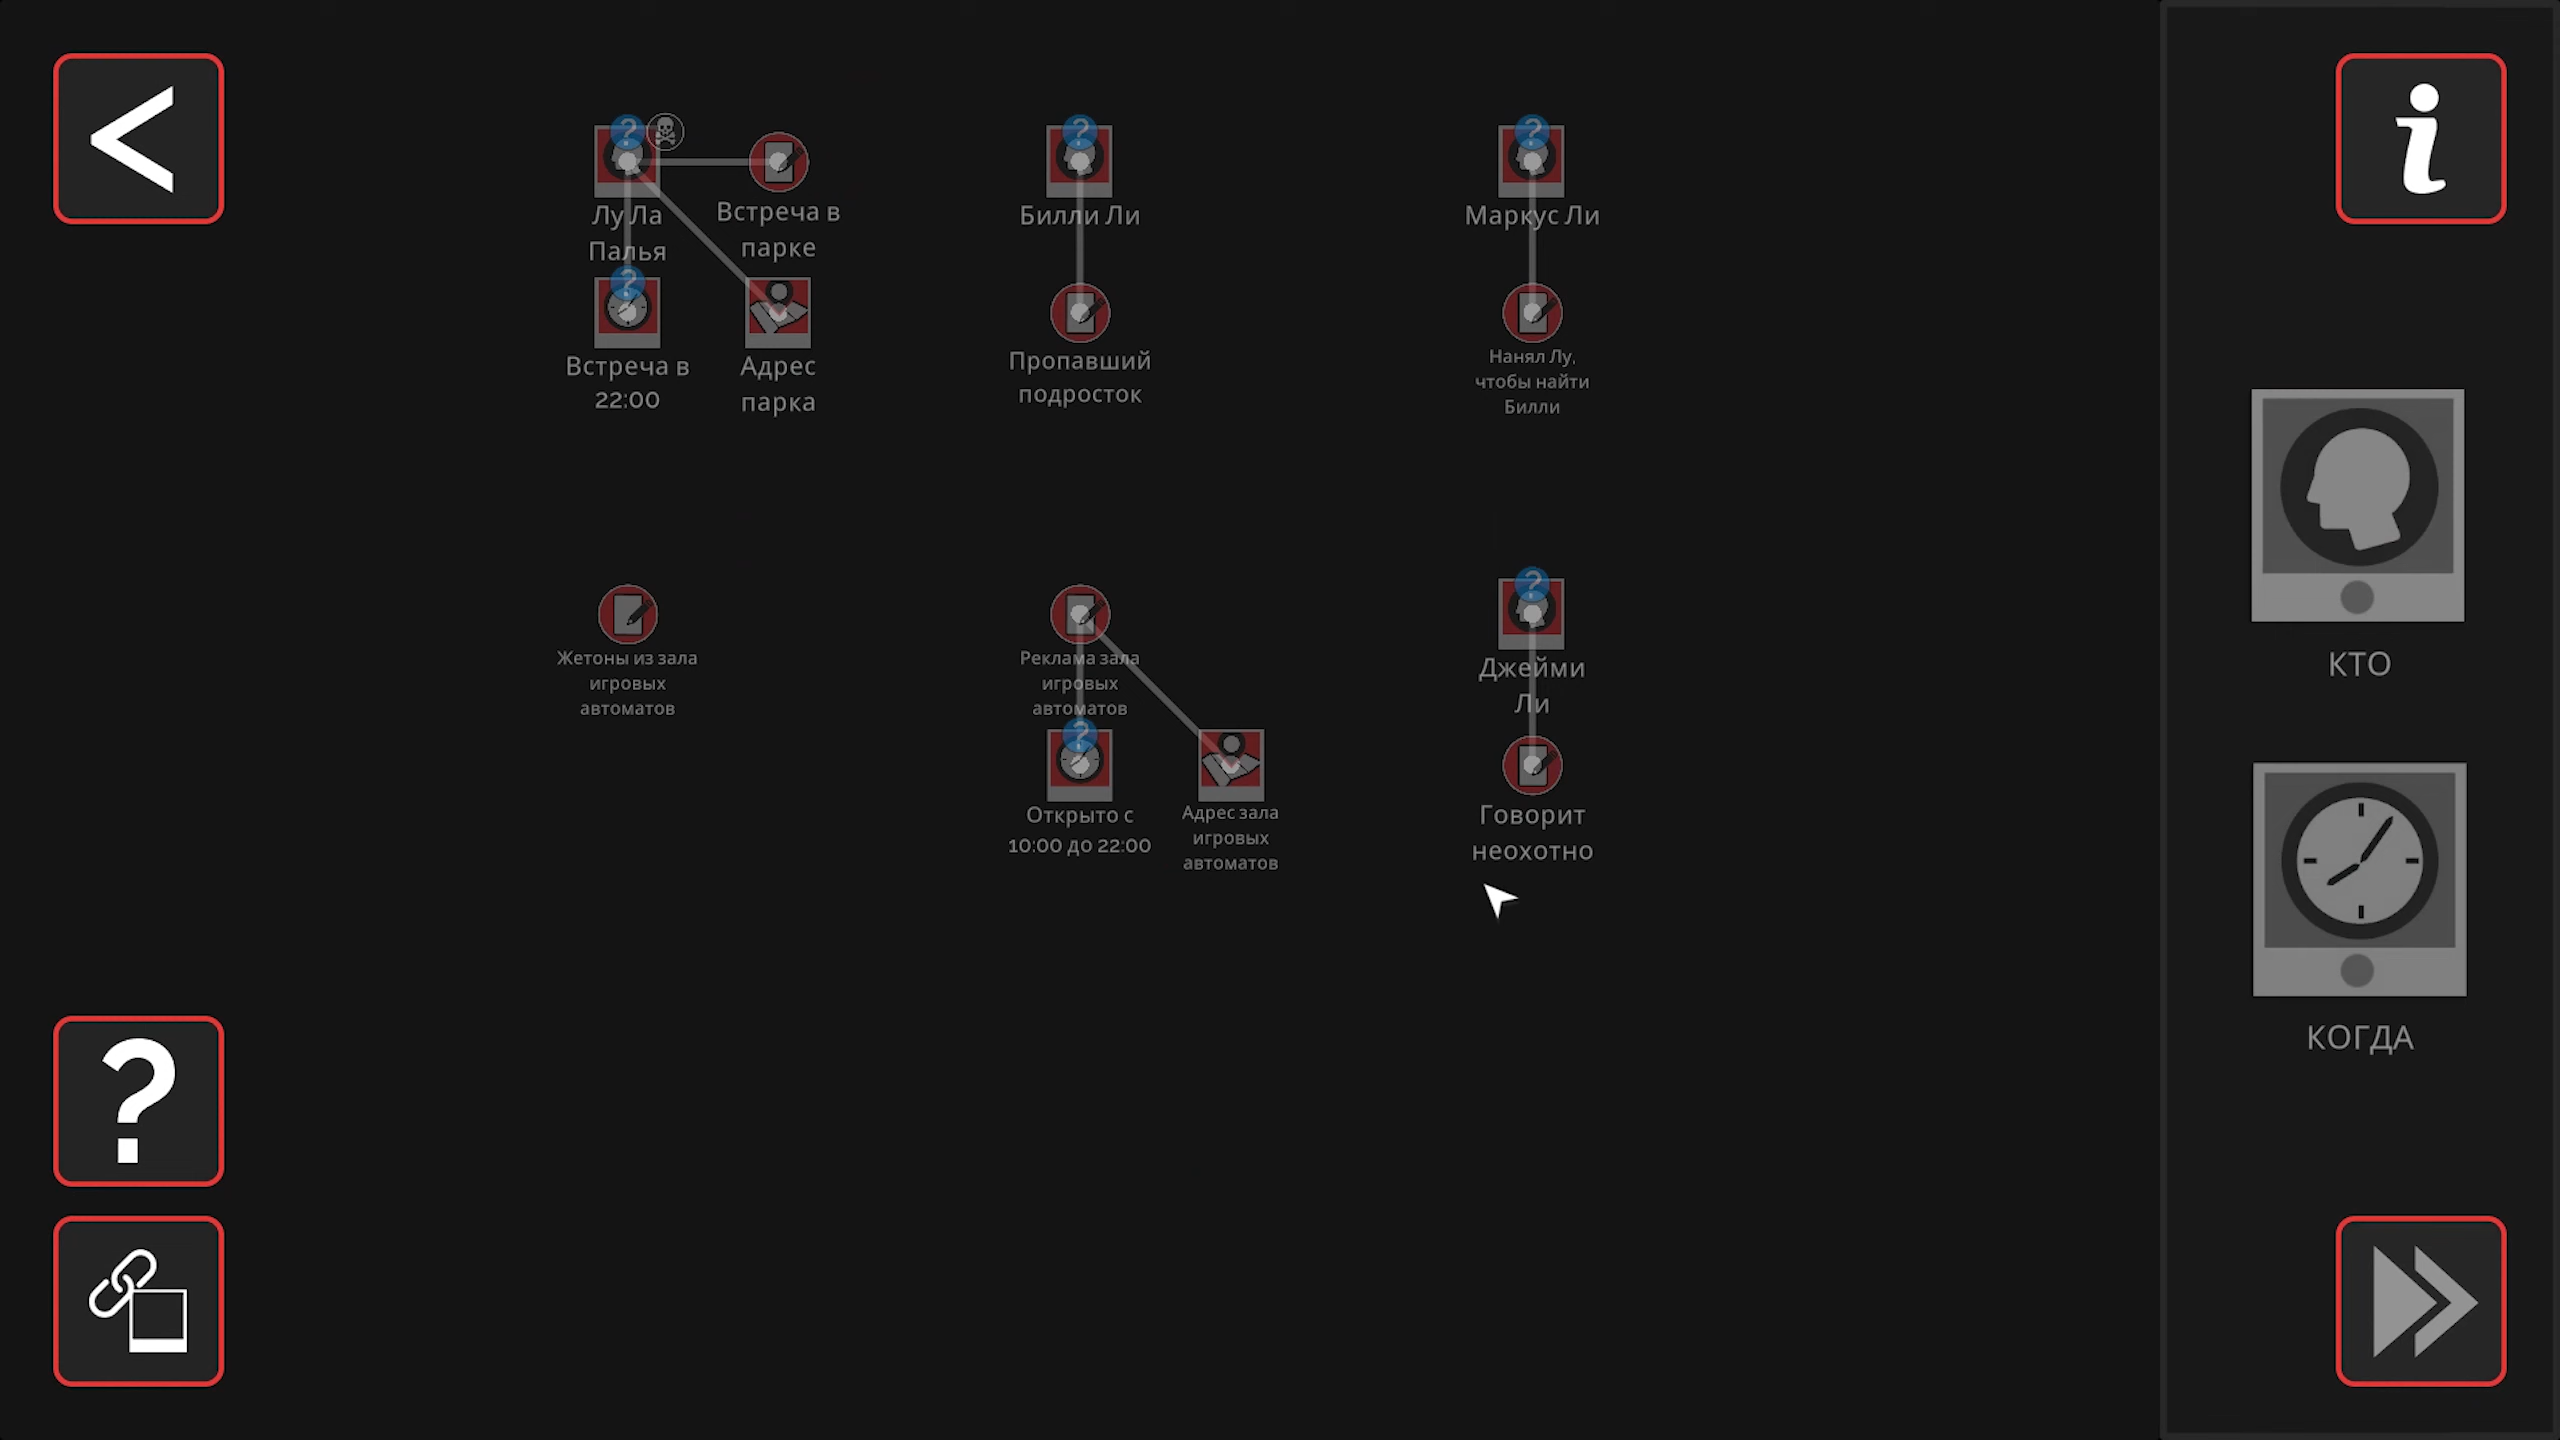 Лу Ла
Палья
Встреча в
парке
Билли Ли
Маркус Ли
Встреча в
22:00
Адрес
парка
Пропавший
подросток
Нанял Лу,
чтобы найти
Билли
Жетоны из зала
игровых
автоматов
Реклама зала
игровых
автоматов
Джейми
Ли
Открыто с
10:00 до 22:00
Адрес зала
игровых
автоматов
Говорит
неохотно
КТО
КОГДА